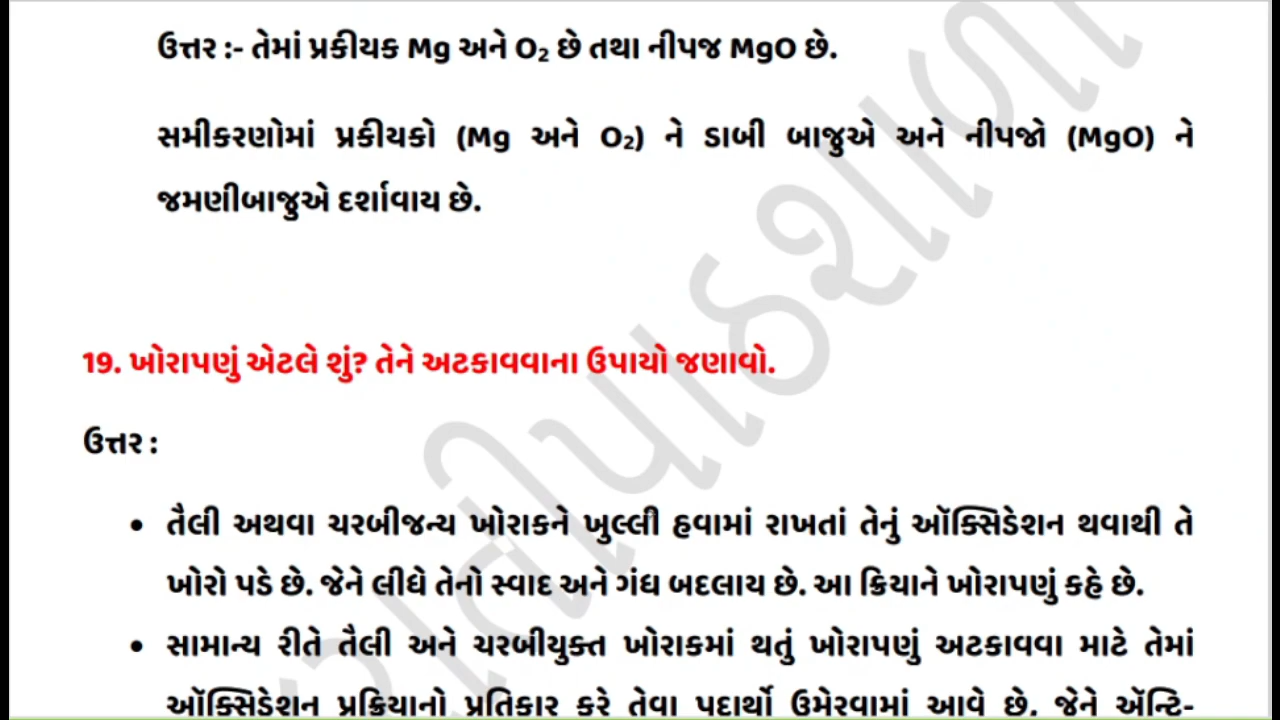 ઉત્તર :- તેમાં પ્રકીયક Mg અને O₂ છે તથા નીપજ MgO છે.
સમીકરણોમાં પ્રકીયકો (Mg અને O₂) ને ડાબી બાજુએ અને નીપજો (MgO) ને
જમણીબાજુએ દર્શાવાય છે.
19. ખોરાપણું એટલે શું? તેને અટકાવવાના ઉપાયો જણાવો.
ઉત્તર :
• તૈલી અથવા ચરબીજન્ય ખોરાકને ખુલ્લી હવામાં રાખતાં તેનું ઑક્સિડેશન થવાથી તે
ખોરો પડે છે. જેને લીધે તેનો સ્વાદ અને ગંધ બદલાય છે. આ ક્રિયાને ખોરાપણું કહે છે.
• સામાન્ય રીતે તૈલી અને ચરબીયુક્ત ખોરાકમાં થતું ખોરાપણું અટકાવવા માટે તેમાં
ઑક્સિડેશન પ્રક્રિયાનો પ્રતિકાર કરે તેવા પદાર્થો ઉમેરવામાં આવે છે. જેને ઍન્ટિ-